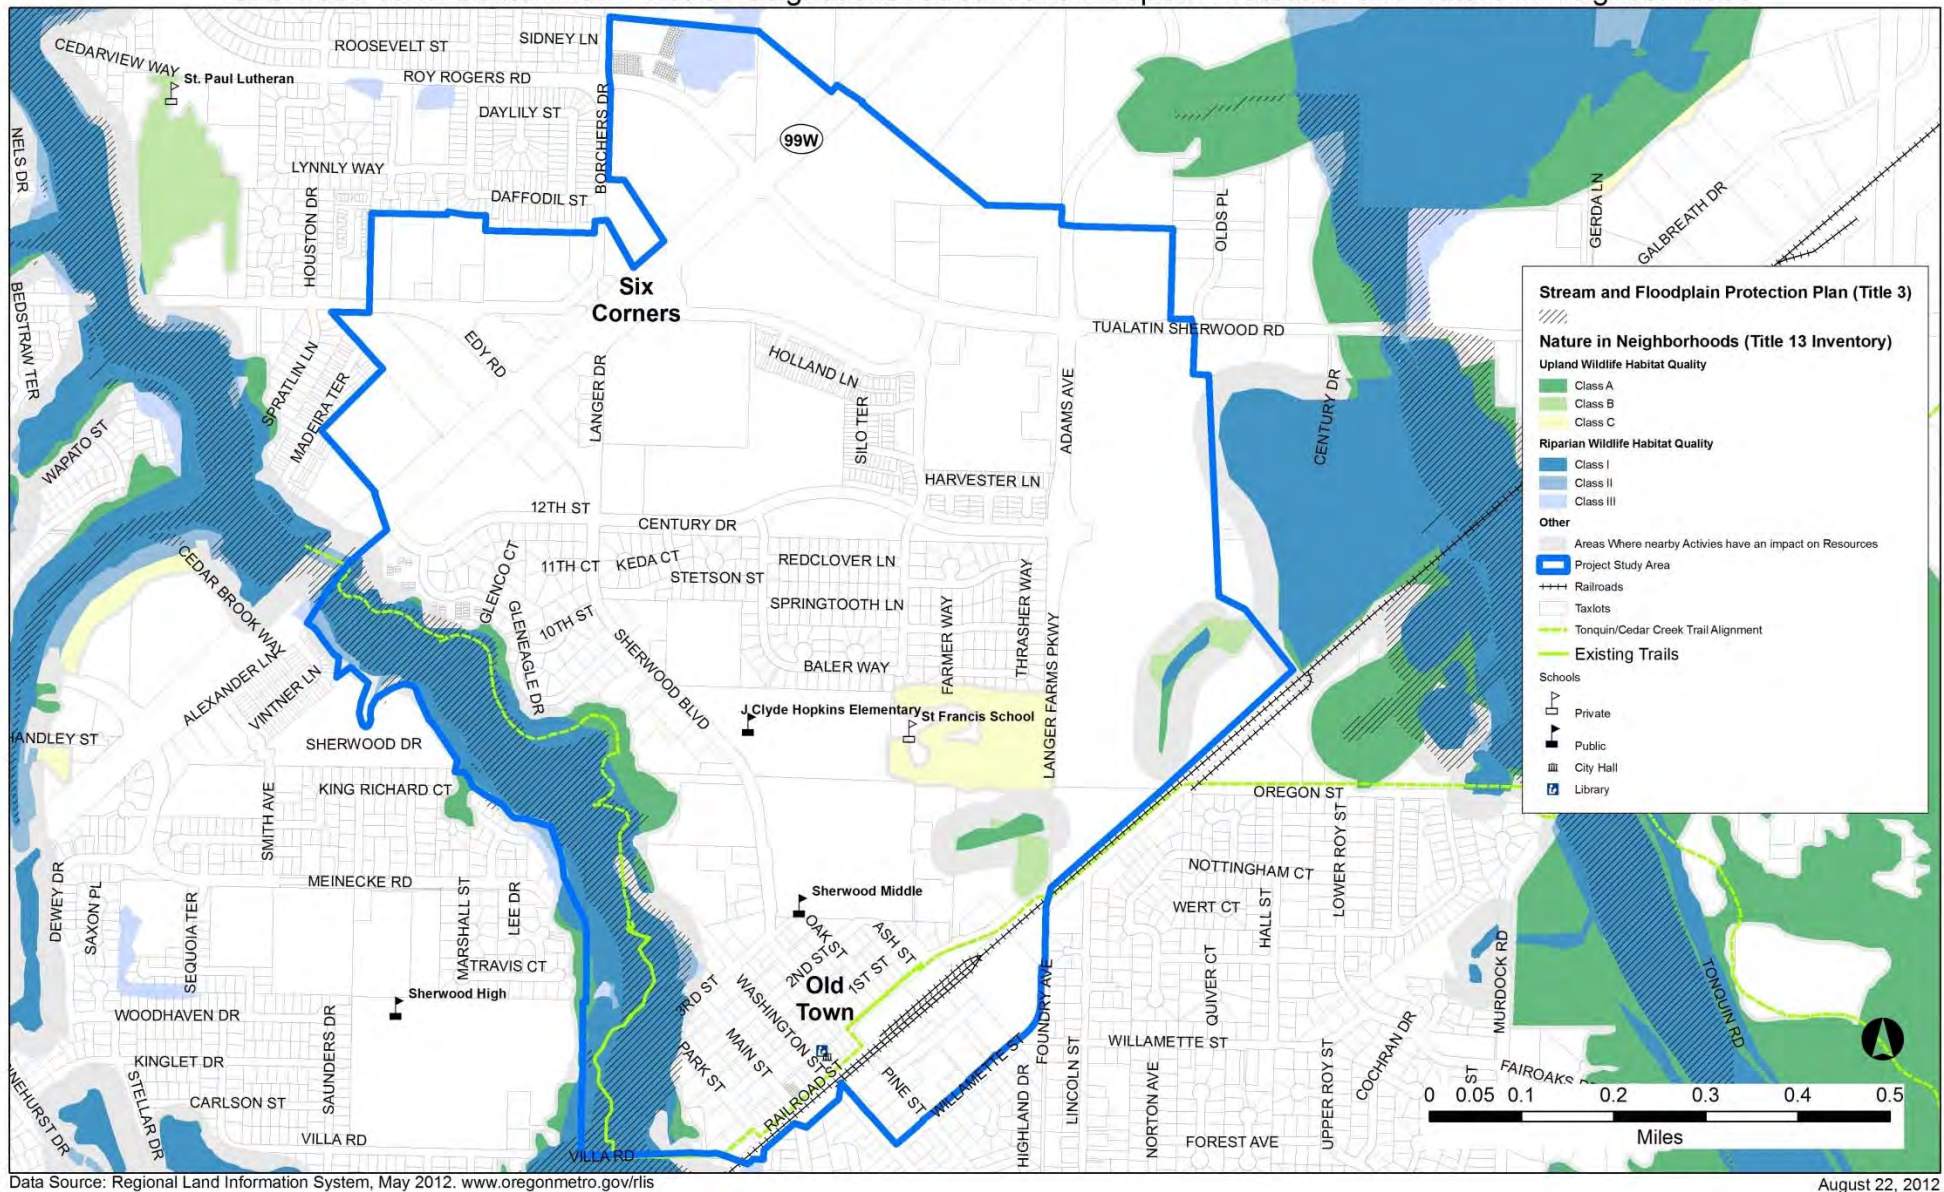 CEDARVIEW WAY
ROOSEVELT ST
SIDNEY LN
St. Paul Lutheran
ROY ROGERS RD
DAYLILY ST
BORCHERS DR
99W
NELS DR
LYNNLY WAY
HOUSTON DR
DAFFODIL ST
OLDS PL
GERDA LN
GALBREATH DR
Six
Corners
BEDSTRAW TER
SPRATLIN LN
MADEIRA TER
EDY RD
LANGER DR
HOLLAND LN
SILO TER
ADAMS AVE
TUALATIN SHERWOOD RD
CENTURY DR
WAPATO ST
HARVESTER LN
12TH ST
CENTURY DR
GLENCO CT
11TH CT
KEDA CT
STETSON ST
REDCLOVER LN
SPRINGTOOTH LN
10TH ST
GLENEAGLE DR
SHERWOOD BLVD
BALER WAY
FARMER WAY
THRASHER WAY
LANGER FARMS PKWY
CEDAR BROOK WAY
ALEXANDER LN
VINTNER LN
HANDLEY ST
SHERWOOD DR
KING RICHARD CT
SMITH AVE
J Clyde Hopkins Elementary
St Francis School
OREGON ST
LOWER ROY ST
NOTTINGHAM CT
WERT CT
HALL ST
QUIVER CT
DEWEY DR
SAXON PL
SEQUOIA TER
MEINECKE RD
MARSHALL ST
LEE DR
TRAVIS CT
Sherwood High
WOODHAVEN DR
KINGLET DR
SAUNDERS DR
STELLAR DR
CARLSON ST
VILLA RD
VILLA RD
Sherwood Middle
OAK ST
ASH ST
2ND ST
1ST ST
Old
Town
3RD ST
WASHINGTON ST
MAIN ST
PARK ST
RAILROAD ST
PINE ST
WILLAMETTE ST
FOUNDRY AVE
LINCOLN ST
HIGHLAND DR
WILLAMETTE ST
NORTON AVE
FOREST AVE
UPPER ROY ST
COCHRAN DR
MURDOCK RD
ST
FAIROAKS
TONQUIN RD
Stream and Floodplain Protection Plan (Title 3)
Nature in Neighborhoods (Title 13 Inventory)
Upland Wildlife Habitat Quality
Class A
Class B
Class C
Riparian Wildlife Habitat Quality
Class I
Class II
Class III
Other
Areas Where nearby Activies have an impact on Resources
Project Study Area
Railroads
Taxlots
Tonquin/Cedar Creek Trail Alignment
Existing Trails
Schools
Private
Public
City Hall
Library
0 0.05 0.1 0.2 0.3 0.4 0.5
Miles
Data Source: Regional Land Information System, May 2012. www.oregonmetro.gov/rlis
August 22, 2012